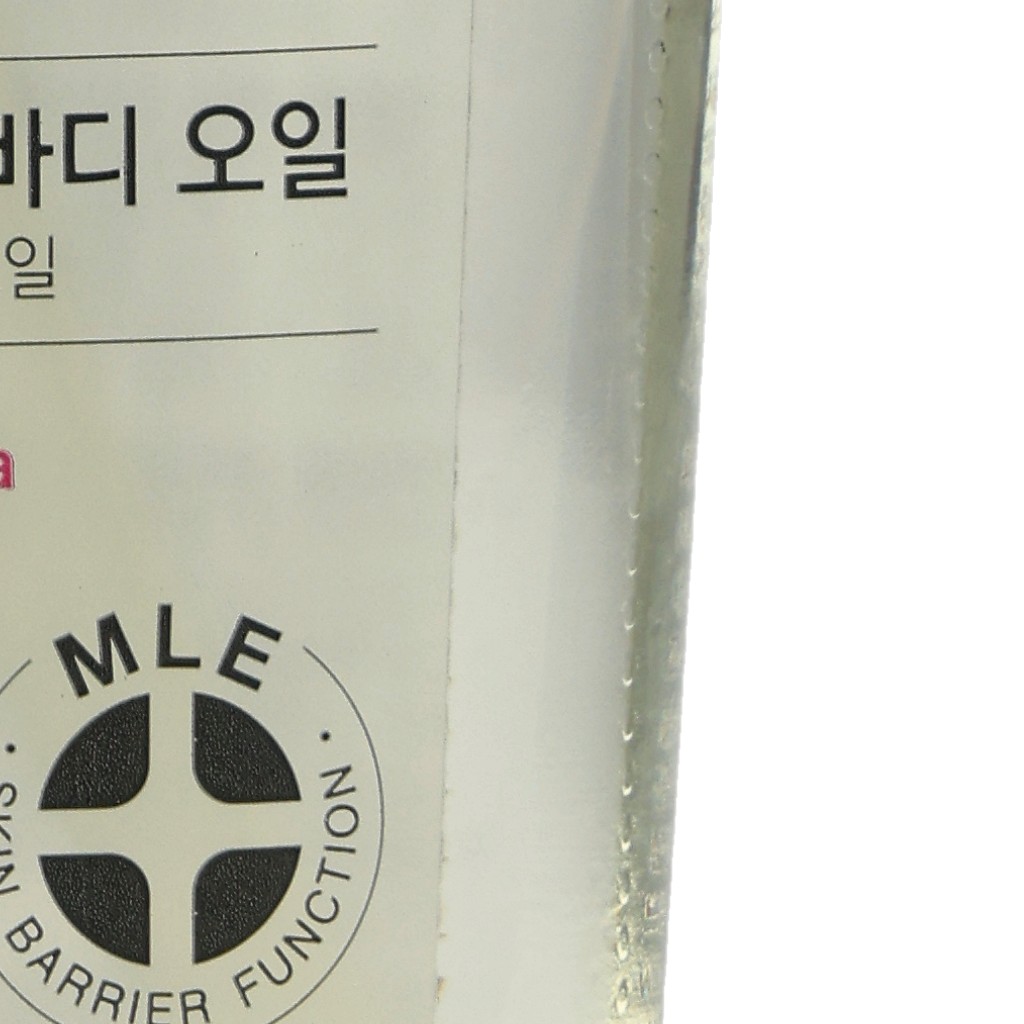 바디 오일
일
a
MLE
· SKIN BARRIER FUNCTION ·